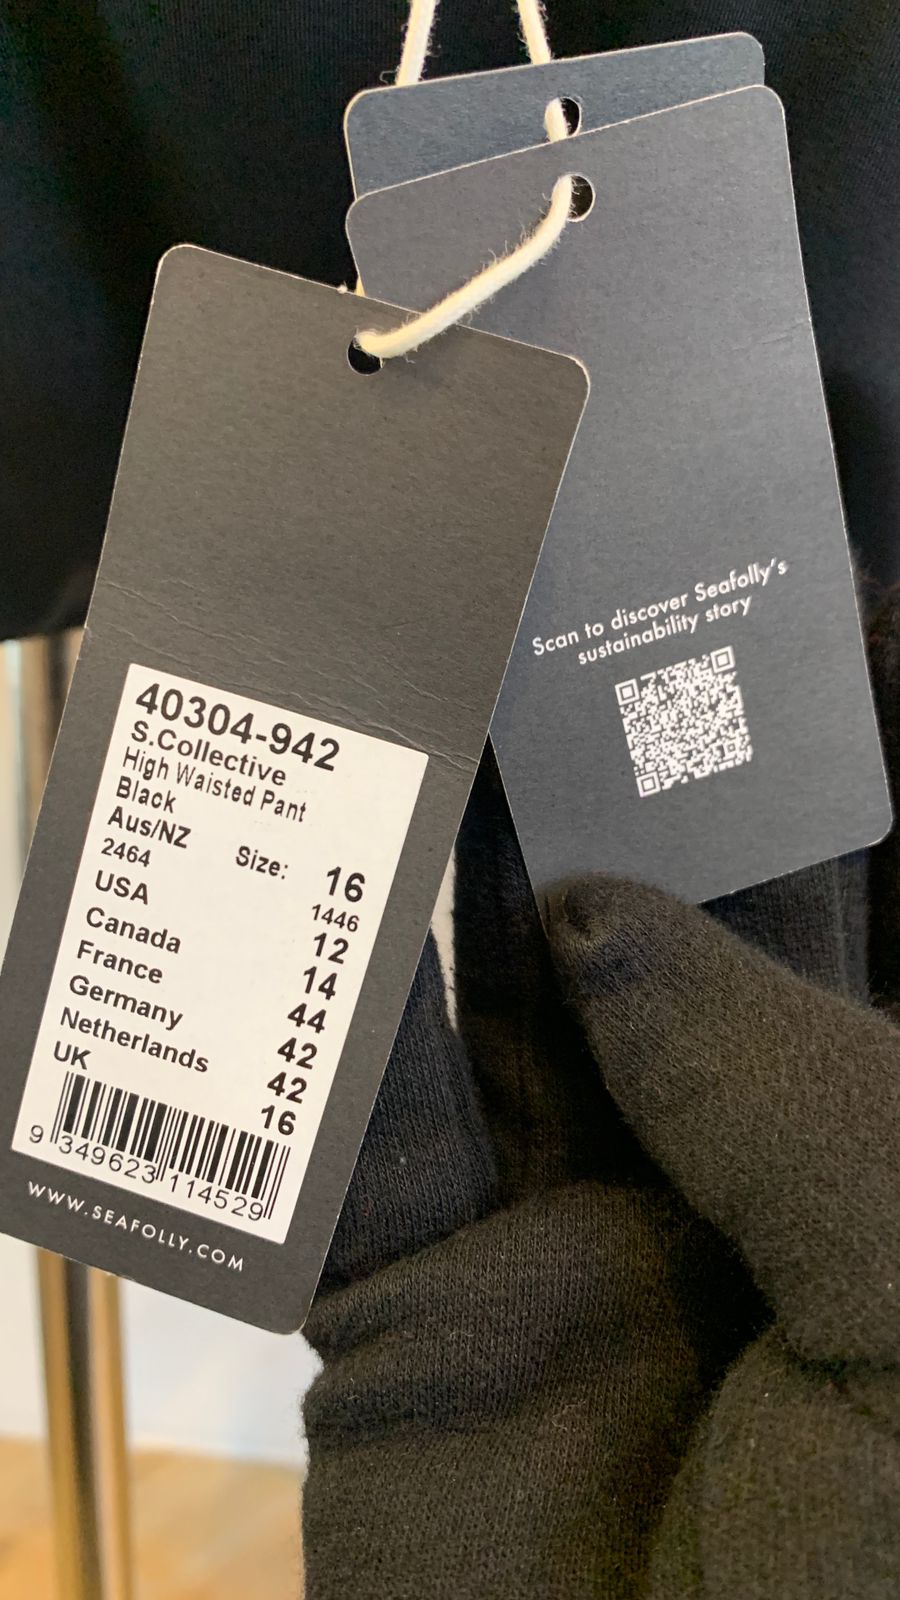 Scan to discover Seafolly's
sustainability story
40304-942
S.Collective
High Waisted Pant
Black
Aus/NZ Size: 16
2464 1446
USA 12
Canada 14
France 44
Germany 42
Netherlands 42
UK 16
9 349623 114529
WWW.SEAFOLLY.COM